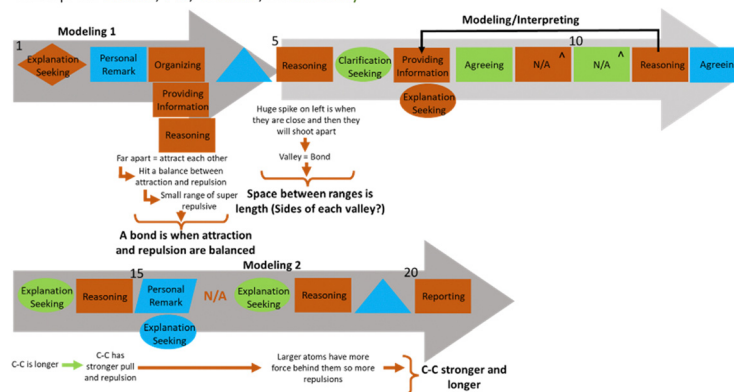 Modeling 1
1
Explanation
Seeking
Personal
Remark
Organizing
Providing
Information
Reasoning
Far apart = attract each other
Hit a balance between
attraction and repulsion
Small range of super
repulsive
A bond is when attraction
and repulsion are balanced
Modeling/Interpreting
5
10
Reasoning
Clarification
Seeking
Providing
Information
Explanation
Seeking
Agreeing
N/A ^
N/A ^
Reasoning
Agreein
Huge spike on left is when
they are close and then they
will shoot apart
Valley = Bond
Space between ranges is
length (Sides of each valley?)
Modeling 2
15
20
Explanation
Seeking
Reasoning
Personal
Remark
Explanation
Seeking
N/A
Explanation
Seeking
Reasoning
Reporting
C-C is longer
C-C has
stronger pull
and repulsion
Larger atoms have more
force behind them so more
repulsions
C-C stronger and
longer